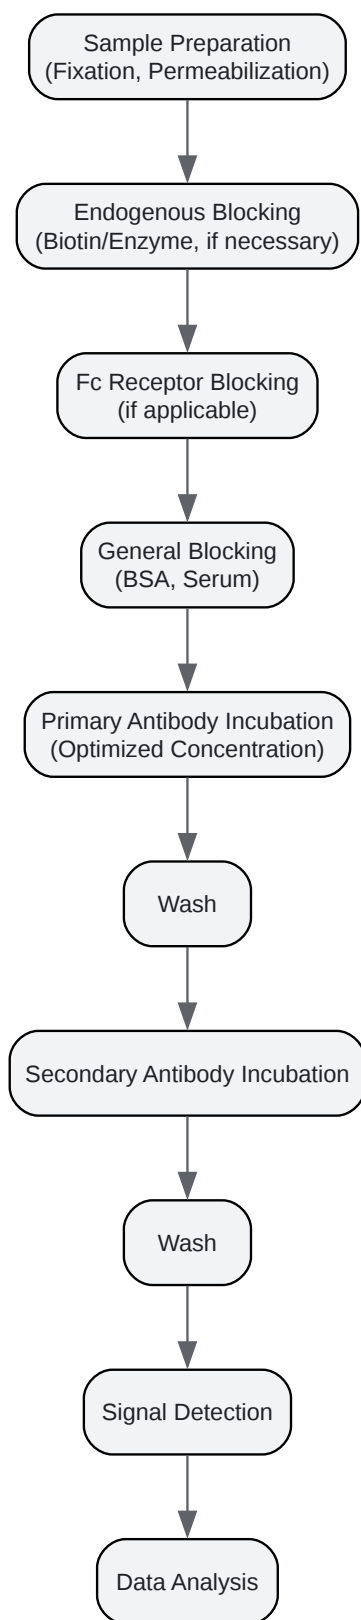 Sample Preparation
(Fixation, Permeabilization)
Endogenous Blocking
(Biotin/Enzyme, if necessary)
Fc Receptor Blocking
(if applicable)
General Blocking
(BSA, Serum)
Primary Antibody Incubation
(Optimized Concentration)
Wash
Secondary Antibody Incubation
Wash
Signal Detection
Data Analysis